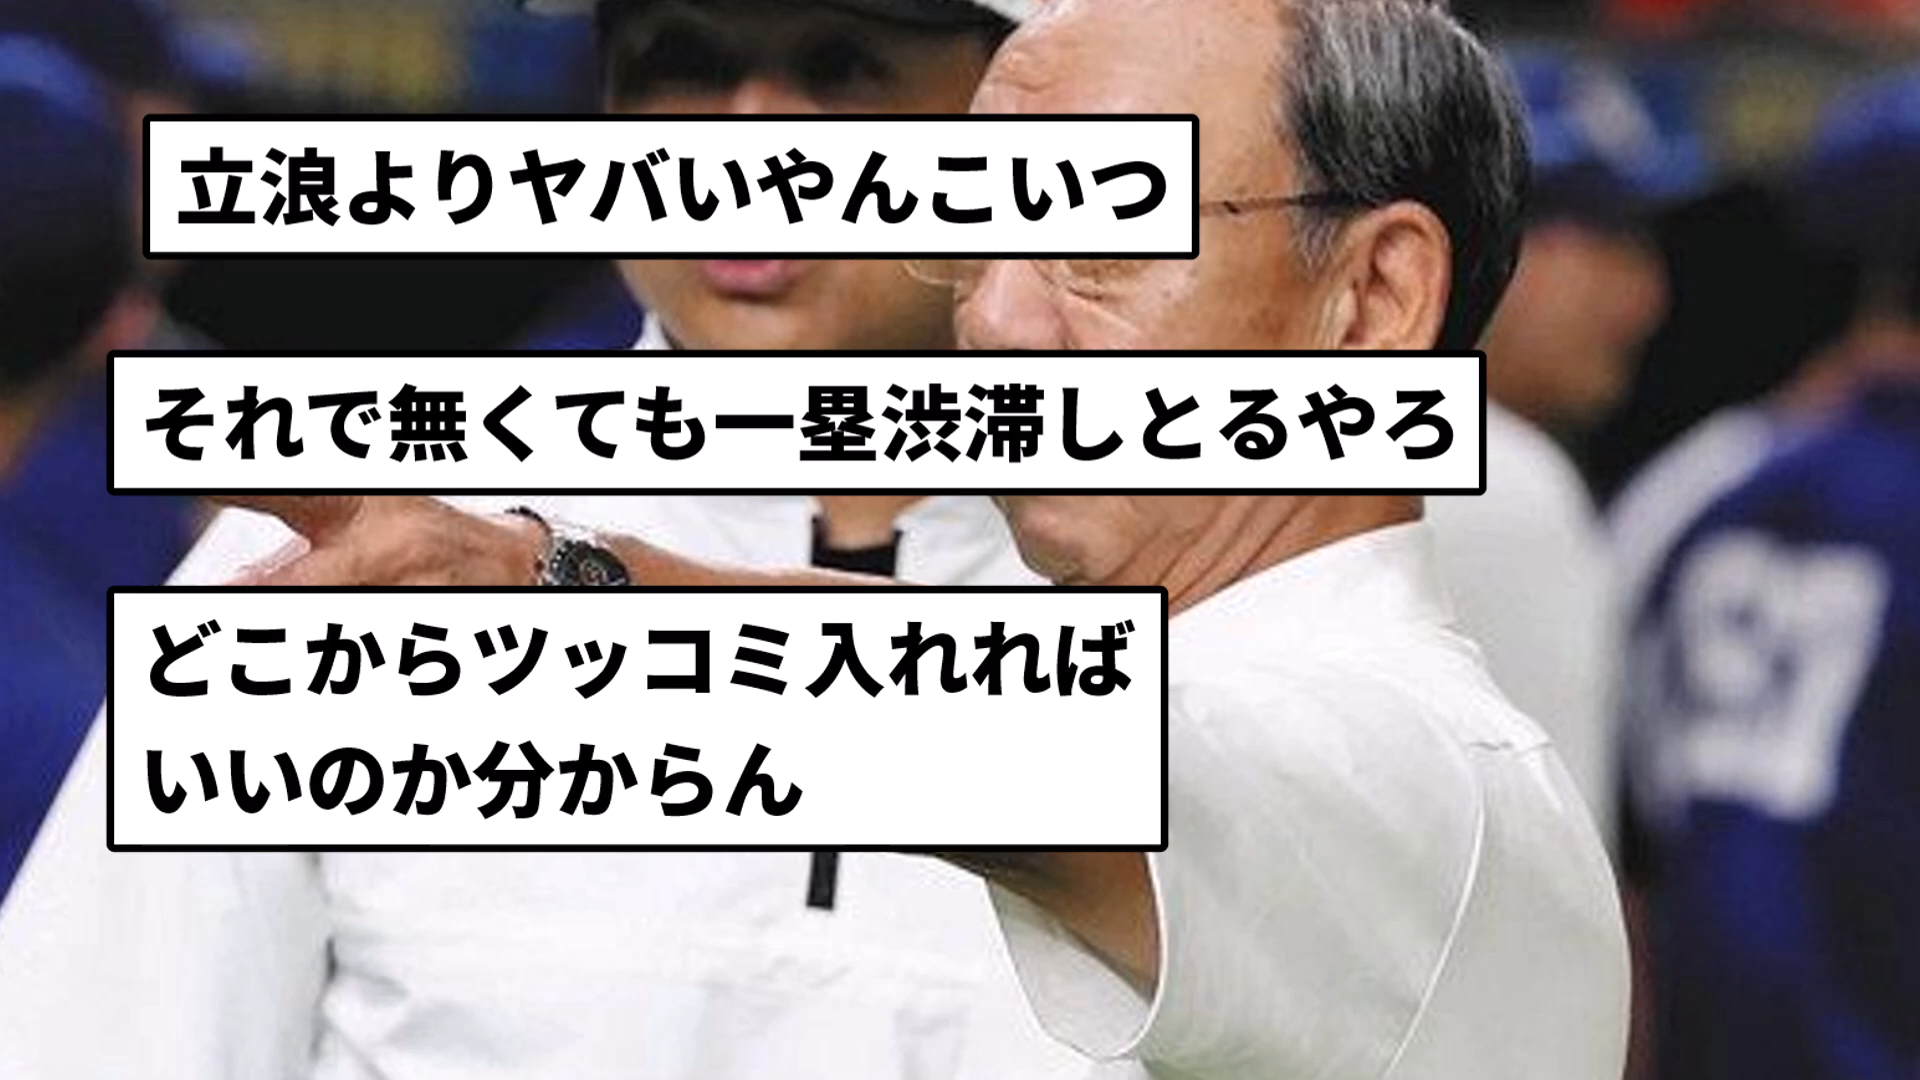 立浪よりヤバいやんこいつ
それで無くても一塁渋滞しとるやろ
どこからツッコミ入れれば
いいのか分からん